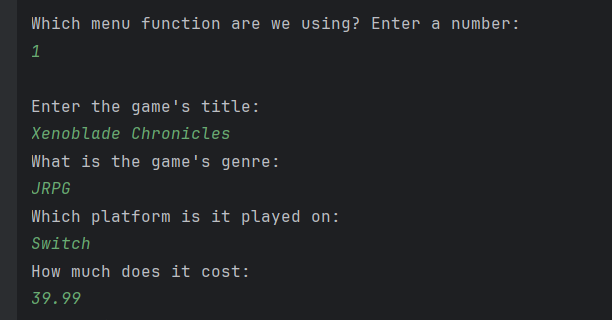 Which menu function are we using? Enter a number:
1
Enter the game's title:
Xenoblade Chronicles
What is the game's genre:
JRPG
Which platform is it played on:
Switch
How much does it cost:
39.99